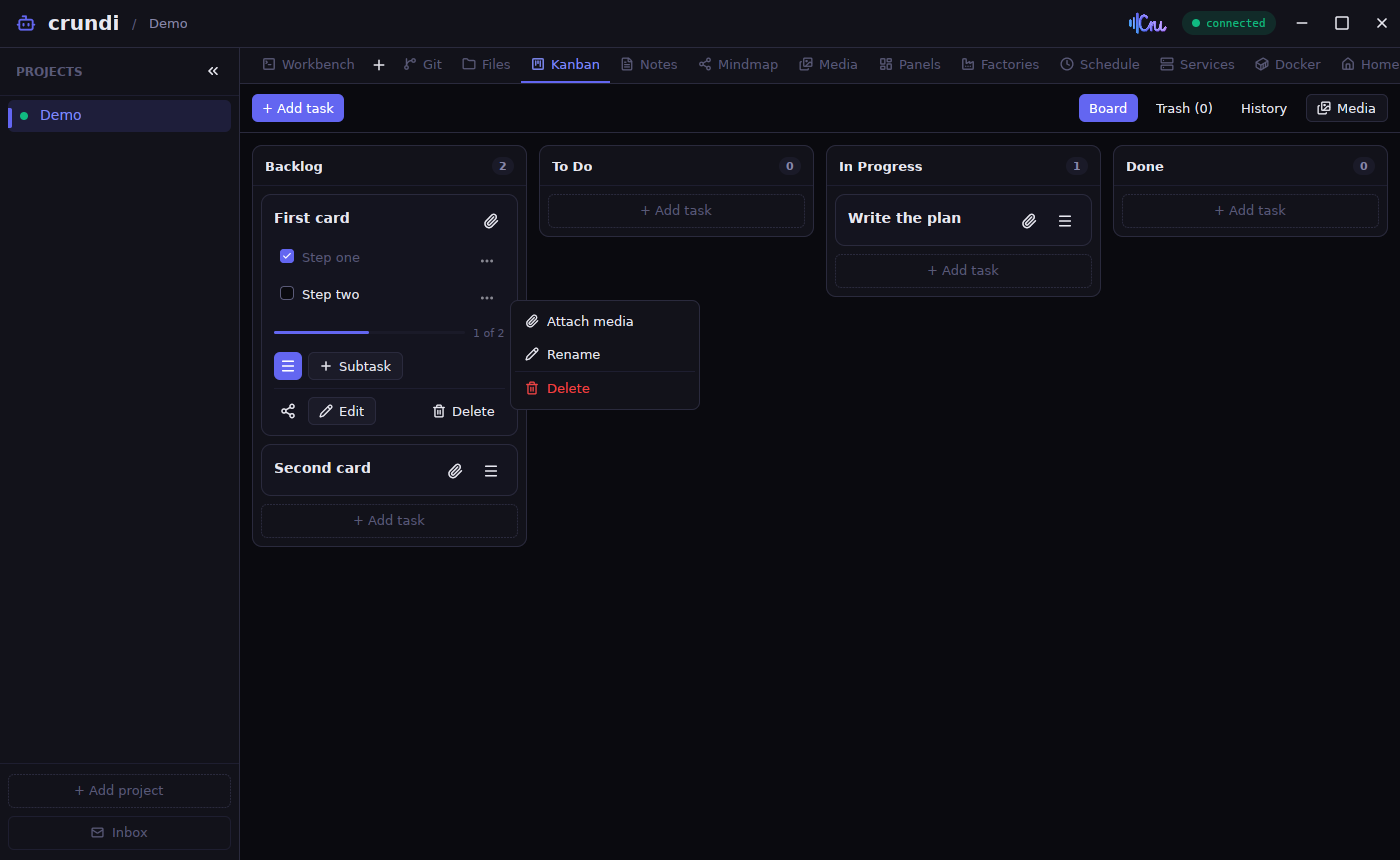 crundi / Demo
Cru
connected
PROJECTS
Workbench
Git
Files
Kanban
Notes
Mindmap
Media
Panels
Factories
Schedule
Services
Docker
Home
Demo
+ Add task
Board
Trash (0)
History
Media
Backlog 2
To Do 0
In Progress 1
Done 0
First card
Step one
Step two
1 of 2
+ Subtask
Edit
Delete
Second card
+ Add task
+ Add task
Write the plan
+ Add task
+ Add task
Attach media
Rename
Delete
+ Add project
Inbox